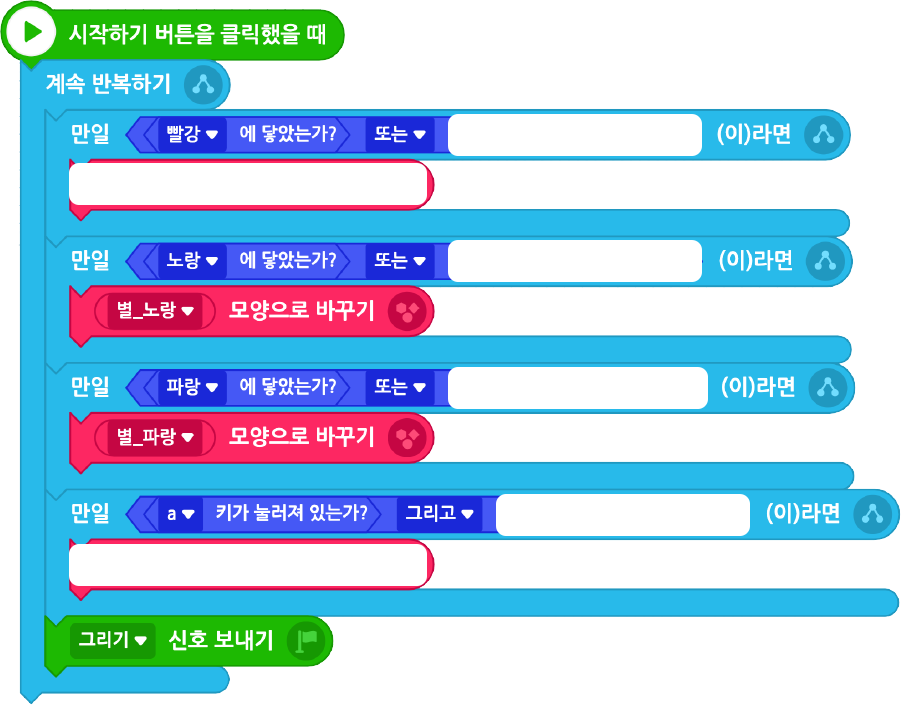 시작하기 버튼을 클릭했을 때
계속 반복하기
만일 빨강 에 닿았는가? 또는 (이)라면
만일 노랑 에 닿았는가? 또는 (이)라면
별_노랑 모양으로 바꾸기
만일 파랑 에 닿았는가? 또는 (이)라면
별_파랑 모양으로 바꾸기
만일 a 키가 눌러져 있는가? 그리고 (이)라면
그리기 신호 보내기